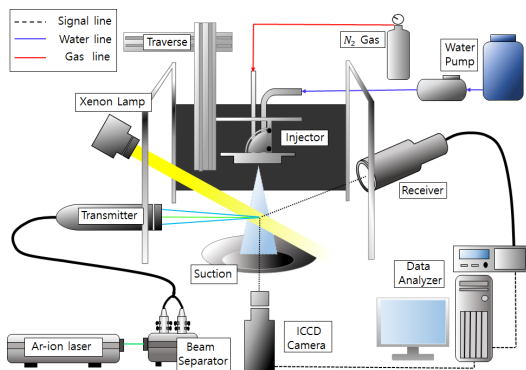 Signal line
Water line
Gas line
Traverse
N₂ Gas
Water
Pump
Xenon Lamp
Injector
Receiver
Transmitter
Suction
Data
Analyzer
Ar-ion laser
Beam
Separator
ICCD
Camera